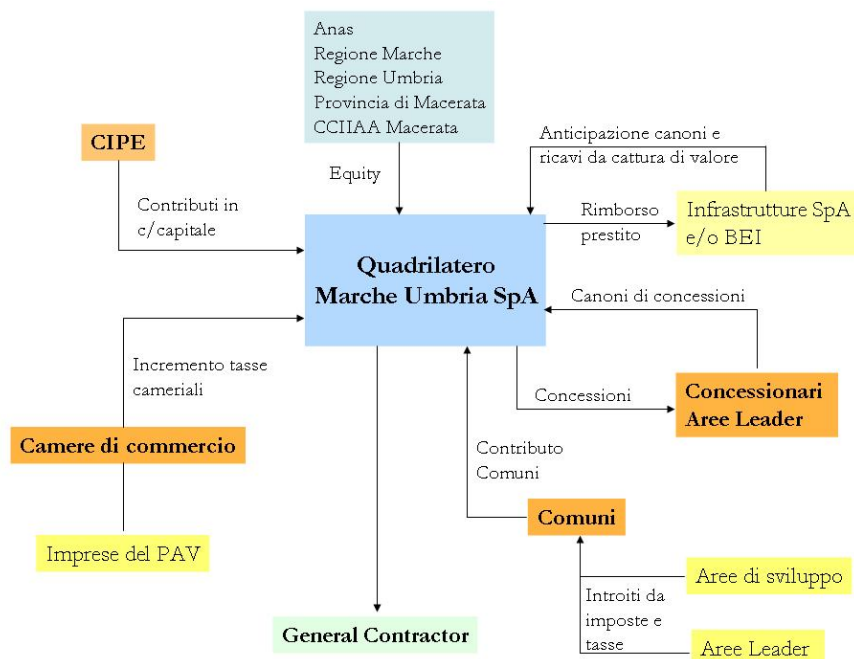 Anas
Regione Marche
Regione Umbria
Provincia di Macerata
CCIIAA Macerata
CIPE
Equity
Anticipazione canoni e
ricavi da cattura di valore
Contributi in
c/capitale
Rimborso
prestito
Infrastrutture SpA
e/o BEI
Quadrilatero
Marche Umbria SpA
Canoni di concessioni
Incremento tasse
cameriali
Concessioni
Concessionari
Aree Leader
Camere di commercio
Contributo
Comuni
Comuni
Imprese del PAV
Aree di sviluppo
Introiti da
imposte e
tasse
General Contractor
Aree Leader